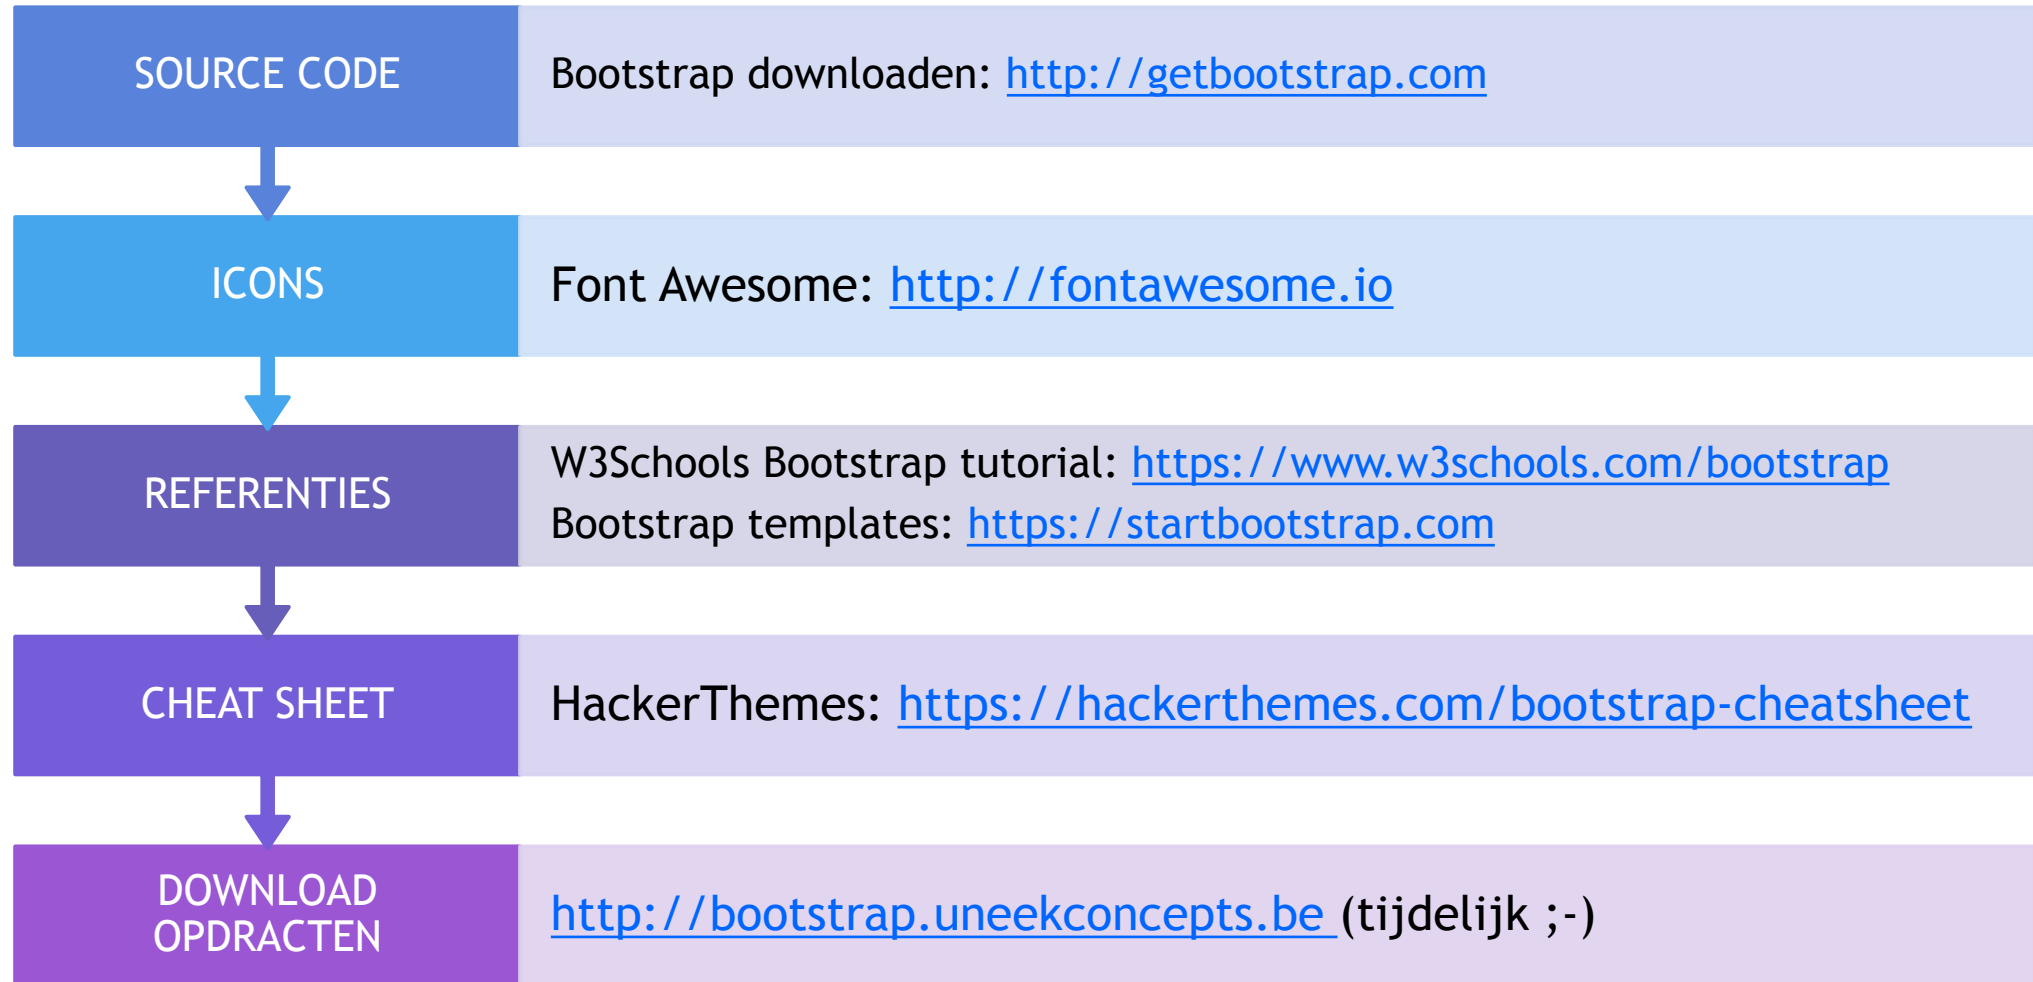 SOURCE CODE
Bootstrap downloaden: http://getbootstrap.com
ICONS
Font Awesome: http://fontawesome.io
REFERENTIES
W3Schools Bootstrap tutorial: https://www.w3schools.com/bootstrap
Bootstrap templates: https://startbootstrap.com
CHEAT SHEET
HackerThemes: https://hackerthemes.com/bootstrap-cheatsheet
DOWNLOAD
OPDRACTEN
http://bootstrap.uneekconcepts.be (tijdelijk ;-)